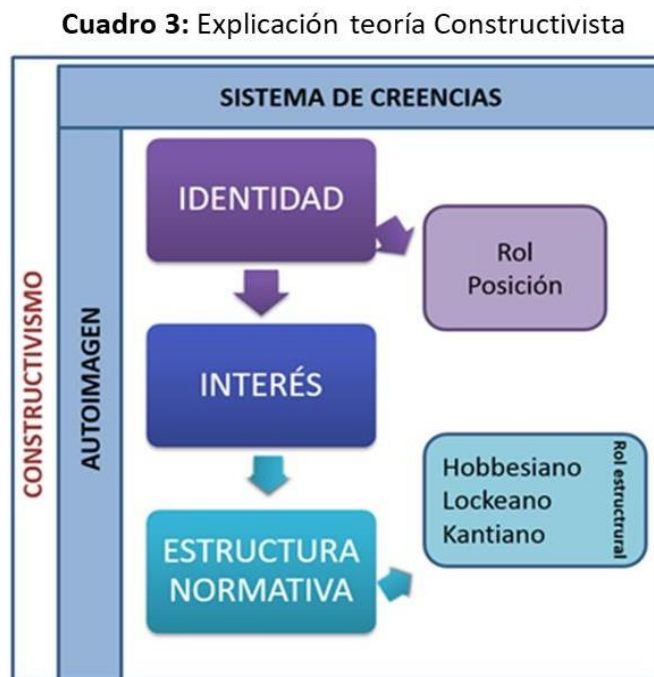 Cuadro 3: Explicación teoría Constructivista
SISTEMA DE CREENCIAS
CONSTRUCTIVISMO
AUTOIMAGEN
IDENTIDAD
Rol
Posición
INTERÉS
ESTRUCTURA
NORMATIVA
Hobbesiano
Lockeano
Kantiano
Rol estructrural